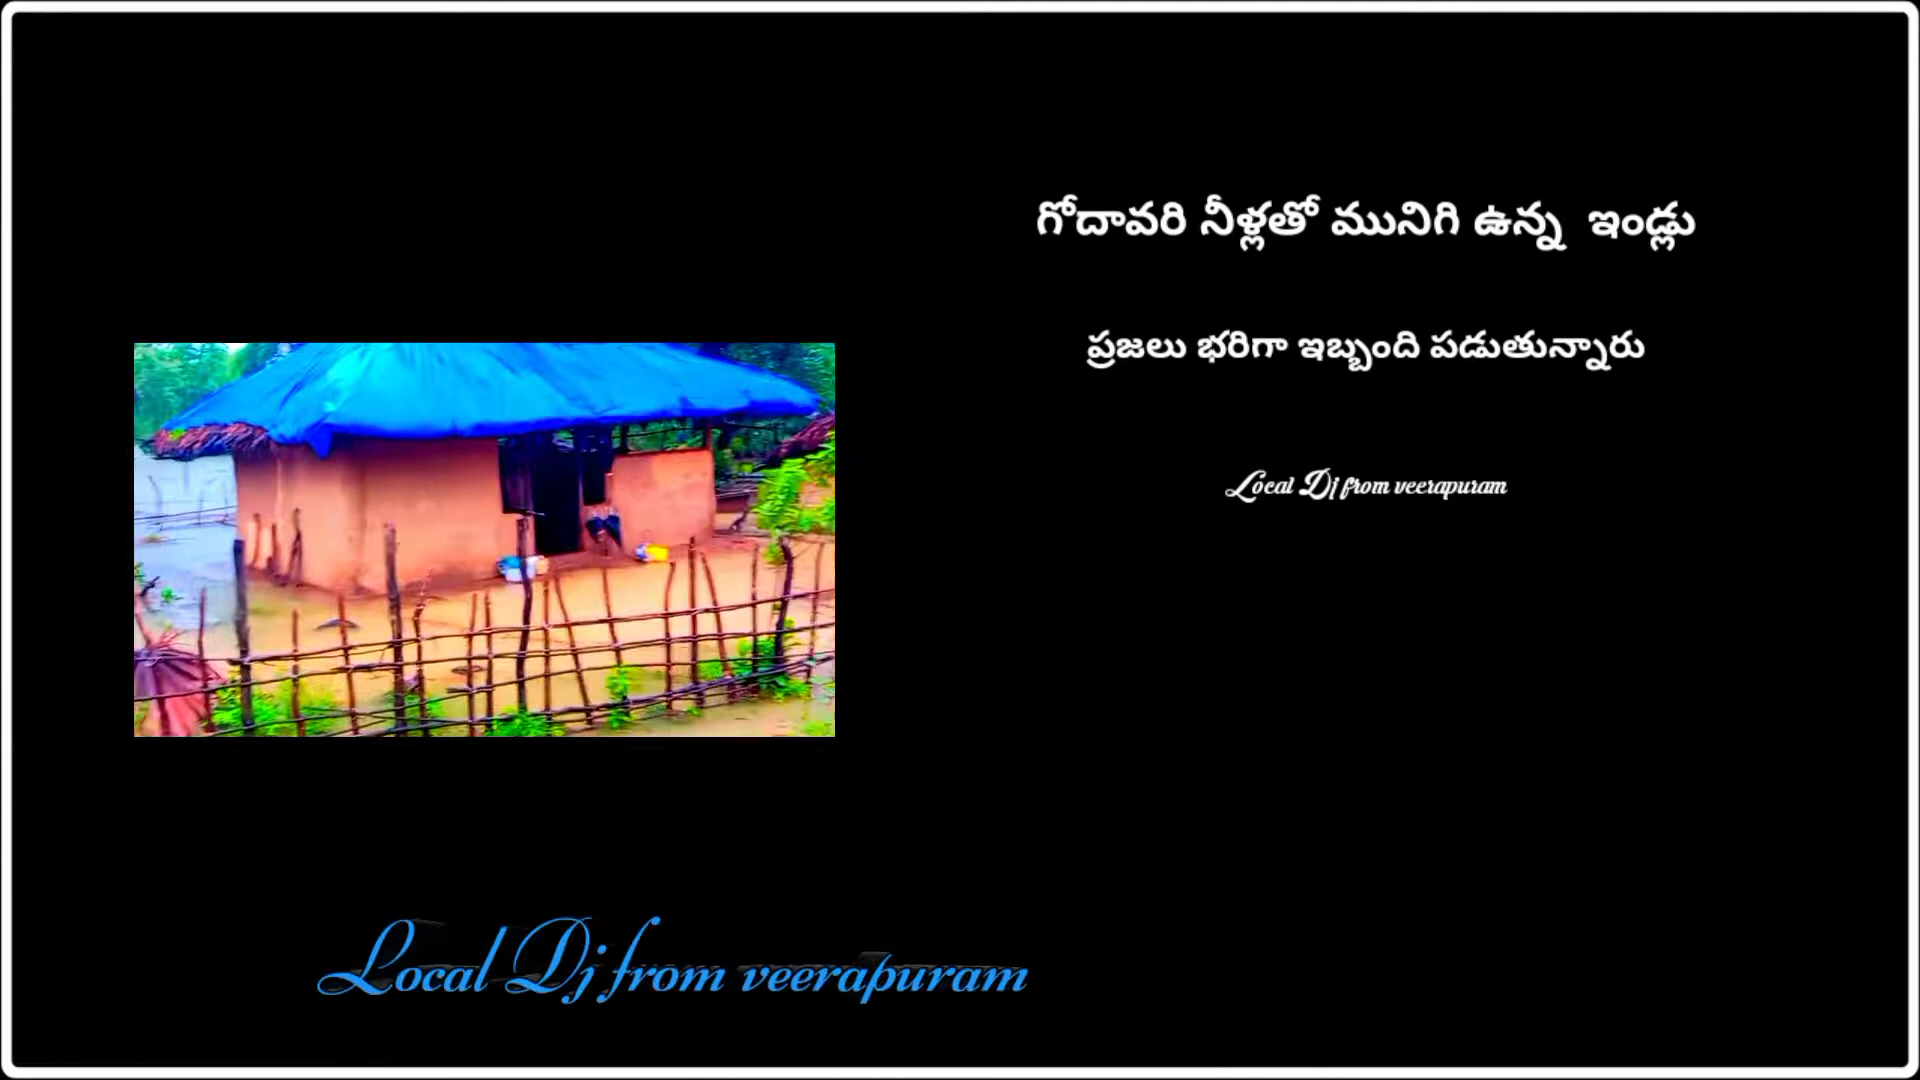 గోదావరి నీళ్లతో మునిగి ఉన్న ఇండ్లు
ప్రజలు భరిగా ఇబ్బంది పడుతున్నారు
Local Dj from veerapuram
Local Dj from veerapuram